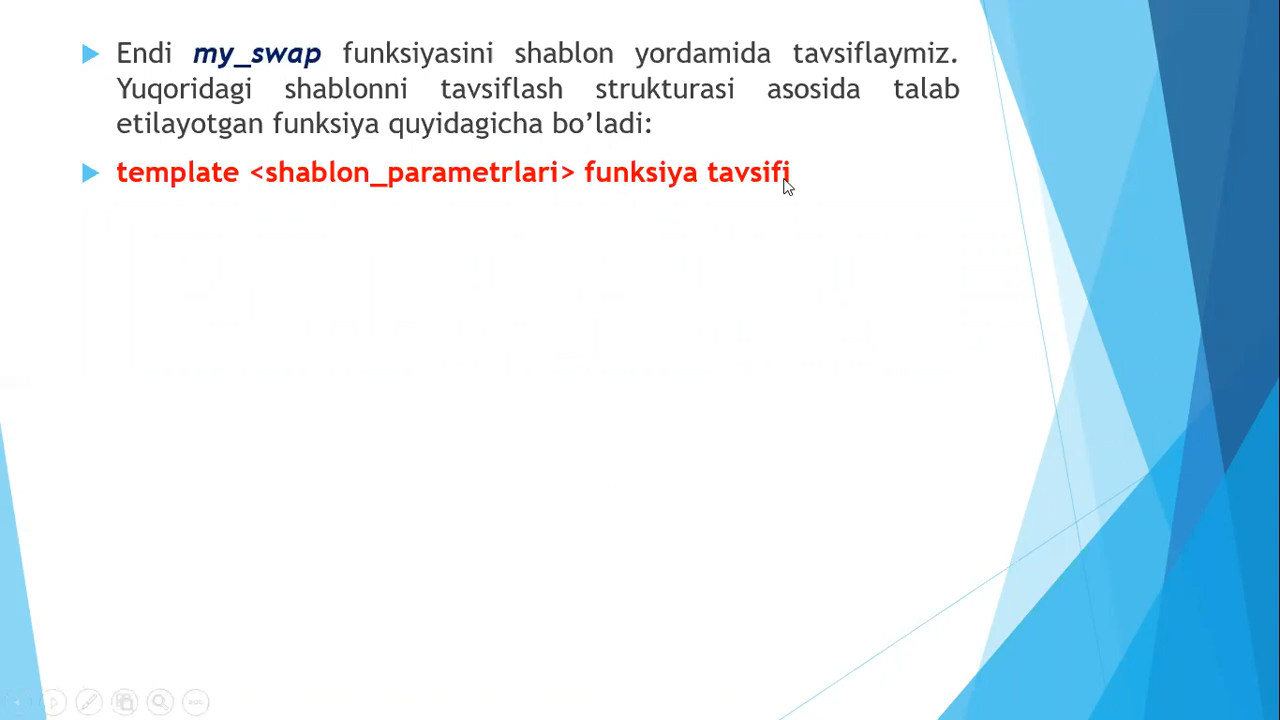 Endi my_swap funksiyasini shablon yordamida tavsiflaymiz.
Yuqoridagi shablonni tavsiflash strukturasi asosida talab
etilayotgan funksiya quyidagicha bo’ladi:
template <shablon_parametrlari> funksiya tavsifi